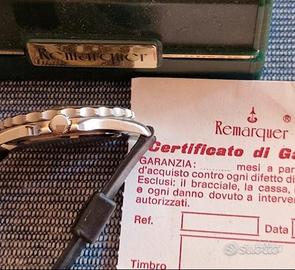 Remarquer
Remarquer
Certificato di Ga
GARANZIA: ......... mesi a par
d'acquisto contro ogni difetto di
Esclusi: il bracciale, la cassa,
e ogni danno dovuto a interve
autorizzati.
Ref.
Data
Timbro
subito